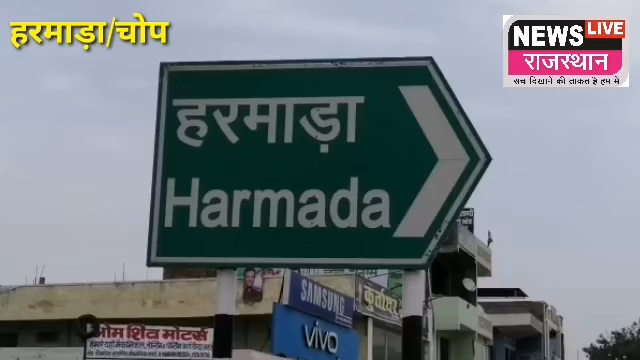 हरमाड़ा/चोप
NEWS LIVE
राजस्थान
सच दिखाने की ताकत है हम मे
हरमाड़ा
Harmada
SAMSUNG
vivo
ओम शिव मोटर्स